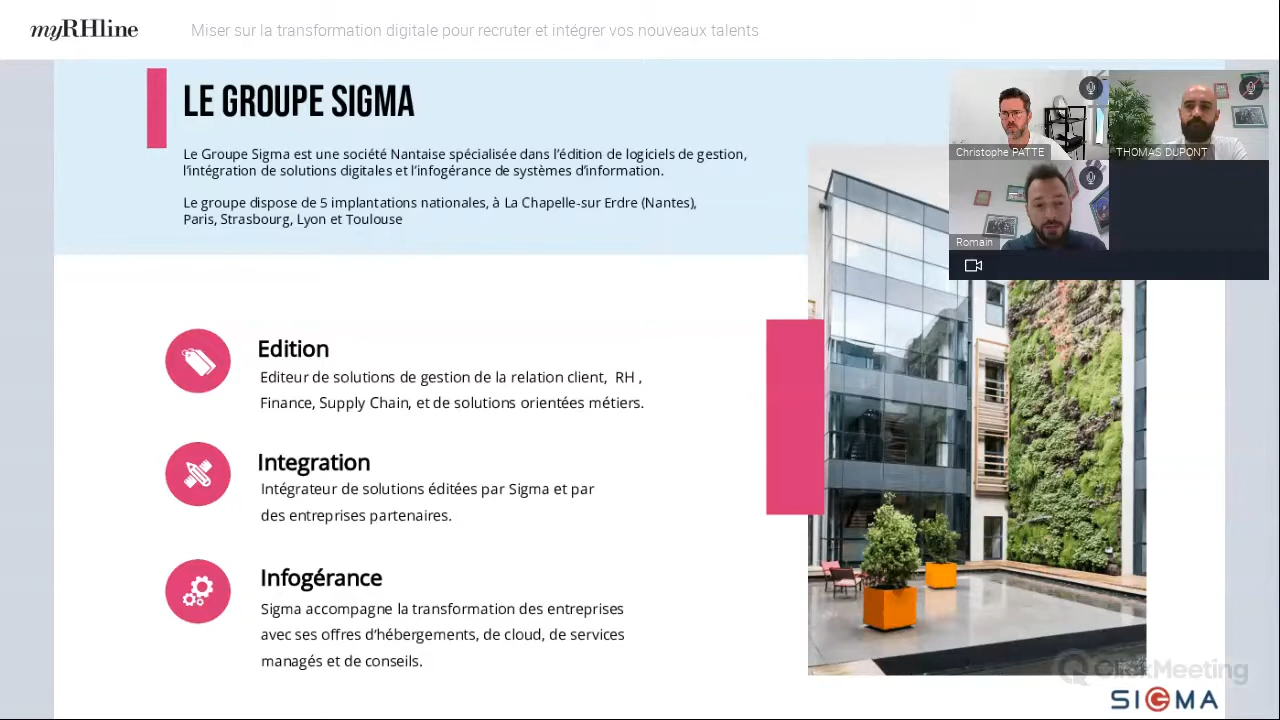 myRHline
Miser sur la transformation digitale pour recruter et intégrer vos nouveaux talents
LE GROUPE SIGMA
Le Groupe Sigma est une société Nantaise spécialisée dans l'édition de logiciels de gestion,
l'intégration de solutions digitales et l'infogérance de systèmes d'information.
Le groupe dispose de 5 implantations nationales, à La Chapelle-sur Erdre (Nantes),
Paris, Strasbourg, Lyon et Toulouse
Christophe PATTE
THOMAS DUPONT
Romain
Edition
Editeur de solutions de gestion de la relation client, RH ,
Finance, Supply Chain, et de solutions orientées métiers.
Integration
Intégrateur de solutions éditées par Sigma et par
des entreprises partenaires.
Infogérance
Sigma accompagne la transformation des entreprises
avec ses offres d'hébergements, de cloud, de services
managés et de conseils.
ClickMeeting
SIGMA